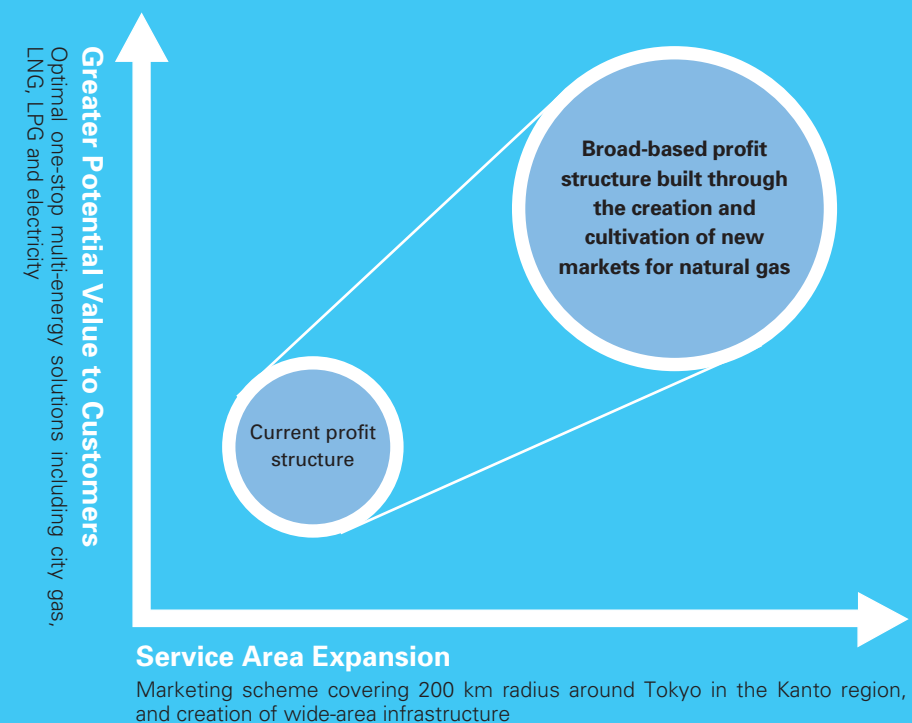 Greater Potential Value to Customers
Optimal one-stop multi-energy solutions including city gas,
LNG, LPG and electricity
Broad-based profit
structure built through
the creation and
cultivation of new
markets for natural gas
Current profit
structure
Service Area Expansion
Marketing scheme covering 200 km radius around Tokyo in the Kanto region,
and creation of wide-area infrastructure